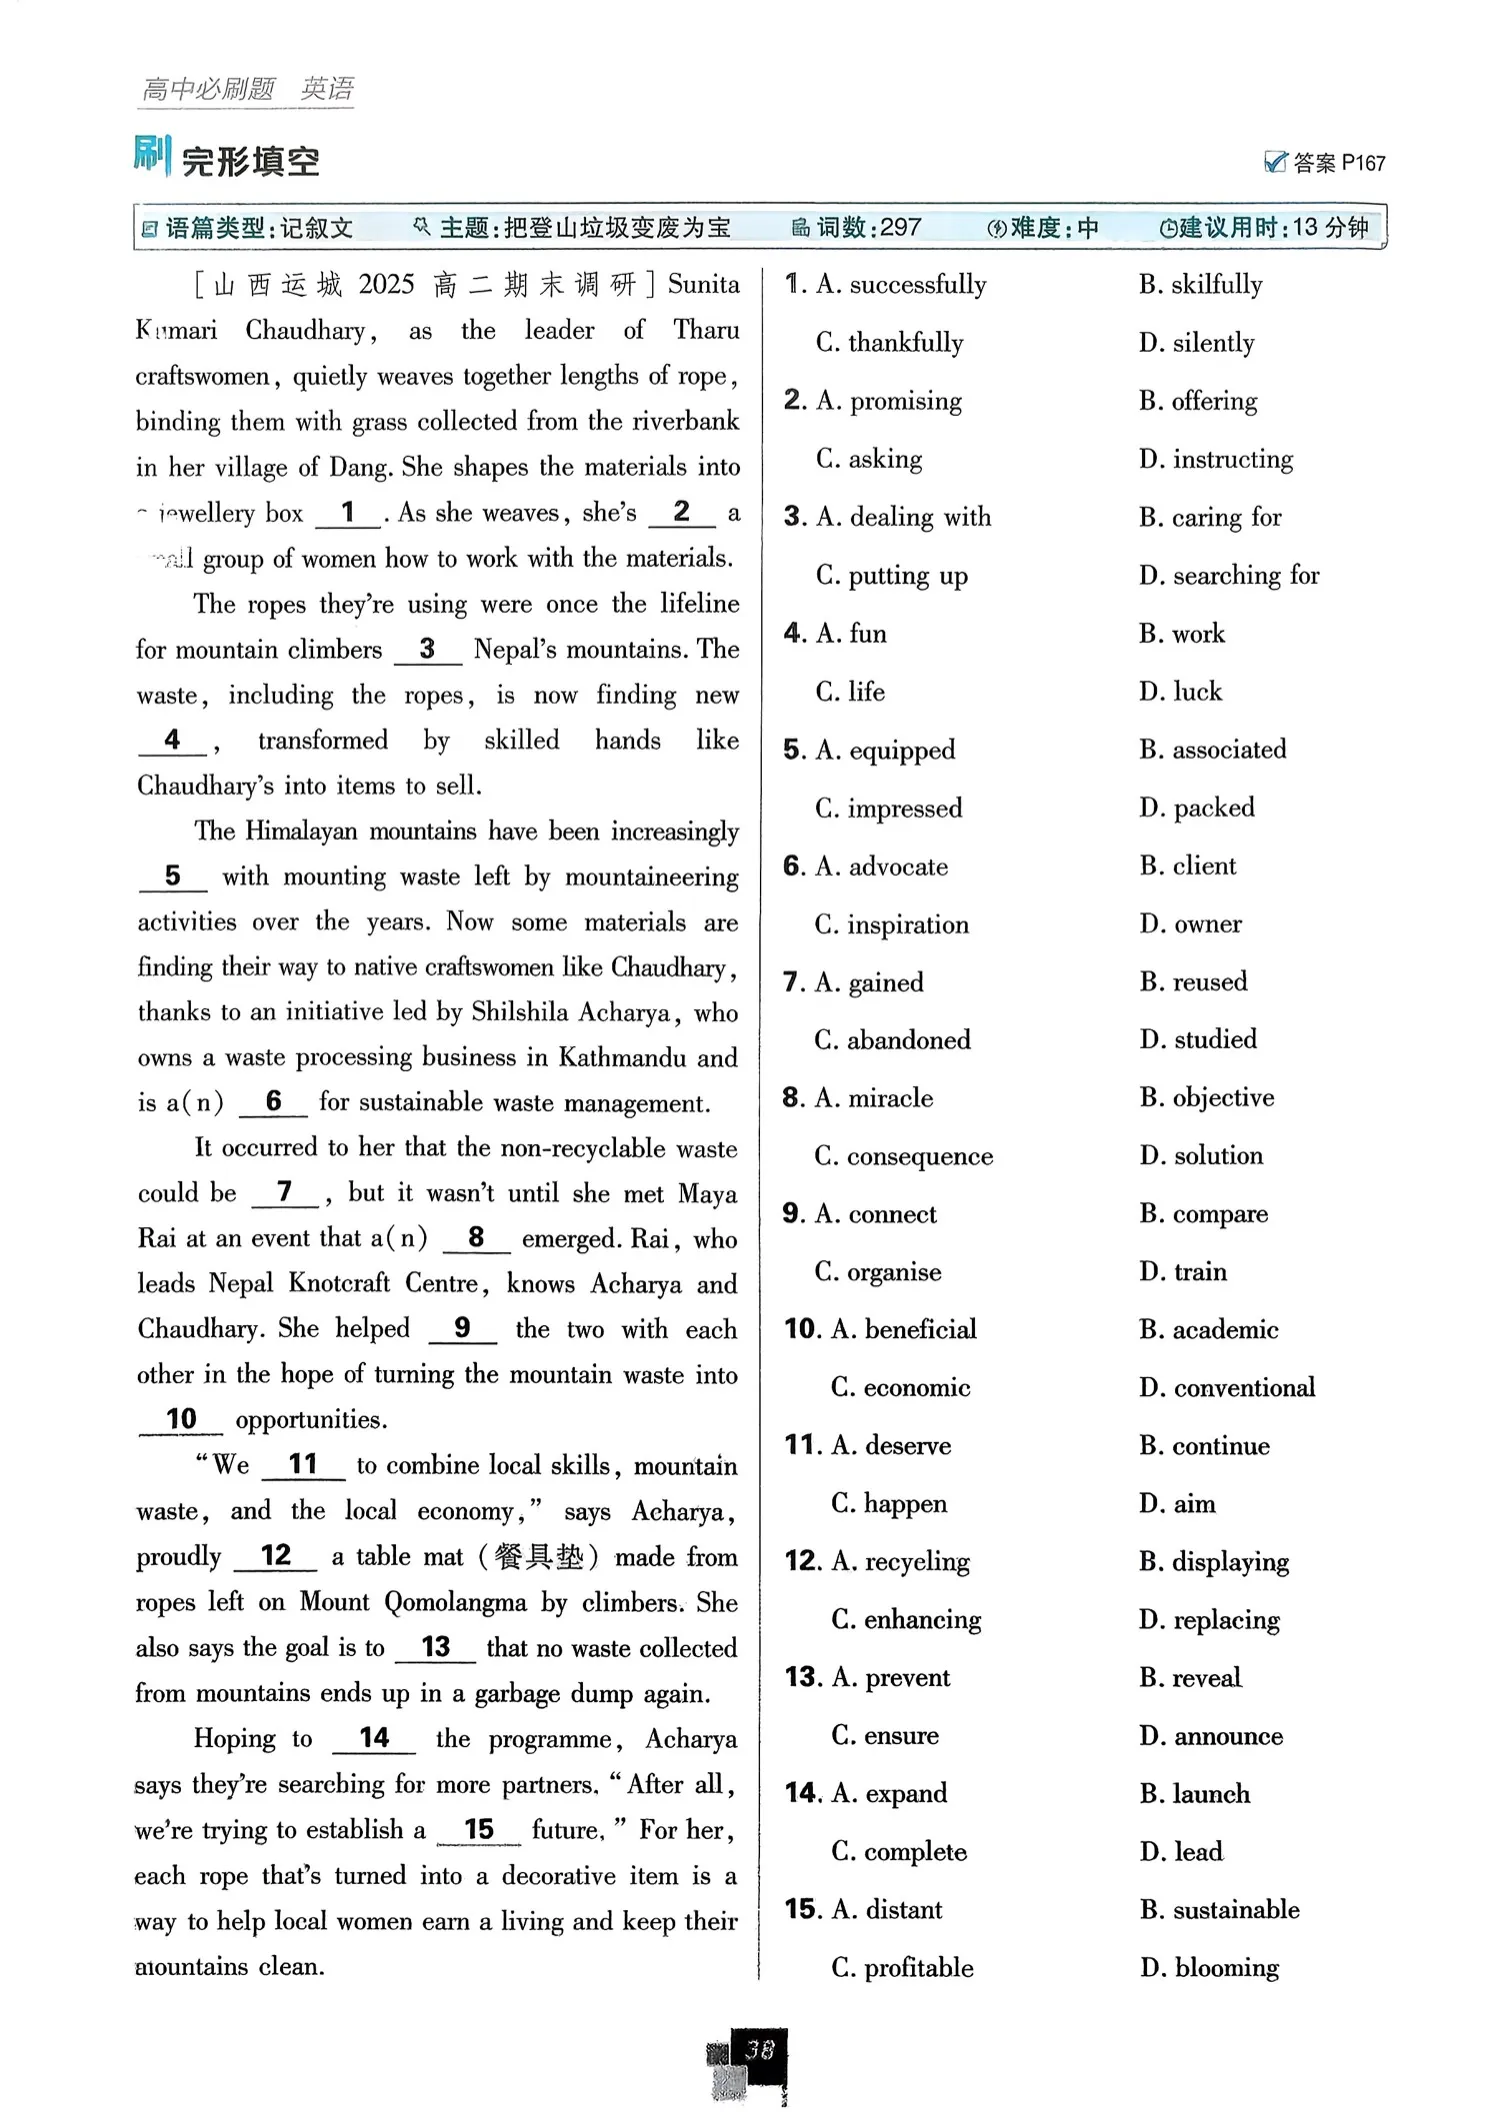 高中必刷题 英语
刷 完形填空
答案 P167
语篇类型:记叙文 主题:把登山垃圾变废为宝 词数:297 难度:中 建议用时:13 分钟
[山西运城 2025 高二期末调研] Sunita
Kumari Chaudhary, as the leader of Tharu
craftswomen, quietly weaves together lengths of rope,
binding them with grass collected from the riverbank
in her village of Dang. She shapes the materials into
jewellery box 1 . As she weaves, she's 2 a
group of women how to work with the materials.
The ropes they're using were once the lifeline
for mountain climbers 3 Nepal's mountains. The
waste, including the ropes, is now finding new
4 , transformed by skilled hands like
Chaudhary's into items to sell.
The Himalayan mountains have been increasingly
5 with mounting waste left by mountaineering
activities over the years. Now some materials are
finding their way to native craftswomen like Chaudhary,
thanks to an initiative led by Shilshila Acharya, who
owns a waste processing business in Kathmandu and
is a(n) 6 for sustainable waste management.
It occurred to her that the non-recyclable waste
could be 7 , but it wasn't until she met Maya
Rai at an event that a(n) 8 emerged. Rai, who
leads Nepal Knotcraft Centre, knows Acharya and
Chaudhary. She helped 9 the two with each
other in the hope of turning the mountain waste into
10 opportunities.
"We 11 to combine local skills, mountain
waste, and the local economy," says Acharya,
proudly 12 a table mat (餐具垫) made from
ropes left on Mount Qomolangma by climbers. She
also says the goal is to 13 that no waste collected
from mountains ends up in a garbage dump again.
Hoping to 14 the programme, Acharya
says they're searching for more partners. "After all,
we're trying to establish a 15 future." For her,
each rope that's turned into a decorative item is a
way to help local women earn a living and keep their
mountains clean.
1. A. successfully B. skilfully
C. thankfully D. silently
2. A. promising B. offering
C. asking D. instructing
3. A. dealing with B. caring for
C. putting up D. searching for
4. A. fun B. work
C. life D. luck
5. A. equipped B. associated
C. impressed D. packed
6. A. advocate B. client
C. inspiration D. owner
7. A. gained B. reused
C. abandoned D. studied
8. A. miracle B. objective
C. consequence D. solution
9. A. connect B. compare
C. organise D. train
10. A. beneficial B. academic
C. economic D. conventional
11. A. deserve B. continue
C. happen D. aim
12. A. recycling B. displaying
C. enhancing D. replacing
13. A. prevent B. reveal
C. ensure D. announce
14. A. expand B. launch
C. complete D. lead
15. A. distant B. sustainable
C. profitable D. blooming
38